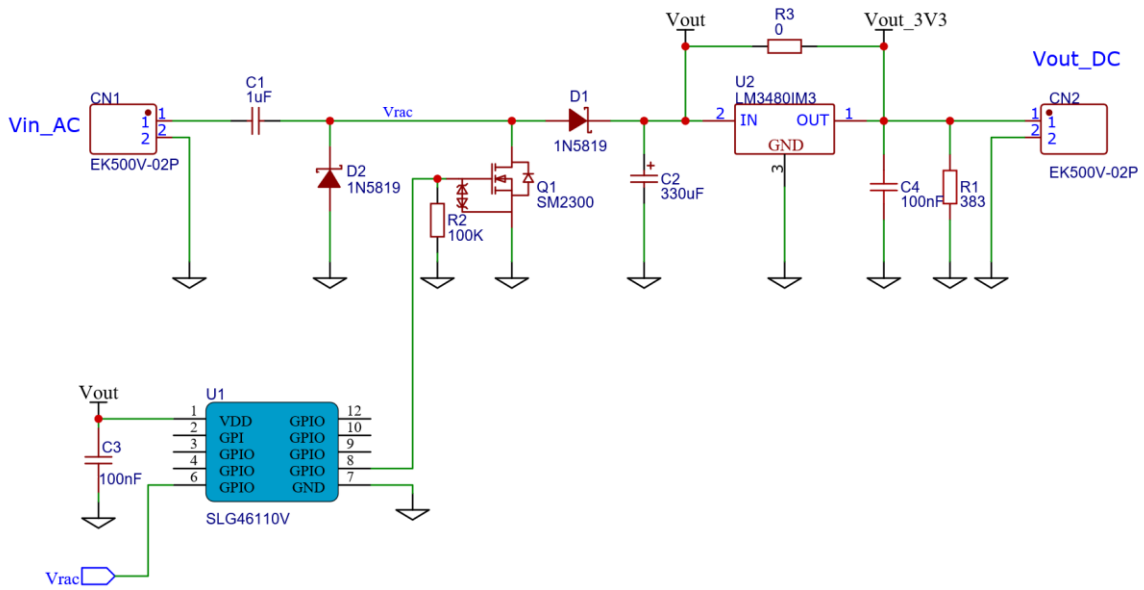 Vout
R3
0
Vout_3V3
Vout_DC
C1
1uF
CN1
1
1
2
2
Vin_AC
EK500V-02P
Vrac
D1
1N5819
U2
LM3480IM3
2
IN
OUT
1
GND
3
CN2
1
1
2
2
EK500V-02P
D2
1N5819
Q1
SM2300
R2
100K
+
C2
330uF
C4
100nF
R1
383
Vout
C3
100nF
U1
1
VDD
GPIO
12
2
GPI
GPIO
10
3
GPIO
GPIO
9
4
GPIO
GPIO
8
6
GPIO
GND
7
SLG46110V
Vrac